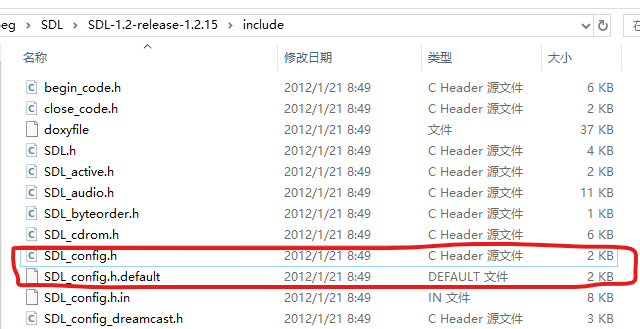 eg > SDL > SDL-1.2-release-1.2.15 > include
名称 修改日期 类型 大小
begin_code.h 2012/1/21 8:49 C Header 源文件 6 KB
close_code.h 2012/1/21 8:49 C Header 源文件 2 KB
doxyfile 2012/1/21 8:49 文件 37 KB
SDL.h 2012/1/21 8:49 C Header 源文件 4 KB
SDL_active.h 2012/1/21 8:49 C Header 源文件 2 KB
SDL_audio.h 2012/1/21 8:49 C Header 源文件 11 KB
SDL_byteorder.h 2012/1/21 8:49 C Header 源文件 1 KB
SDL_cdrom.h 2012/1/21 8:49 C Header 源文件 6 KB
SDL_config.h 2012/1/21 8:49 C Header 源文件 2 KB
SDL_config.h.default 2012/1/21 8:49 DEFAULT 文件 2 KB
SDL_config.h.in 2012/1/21 8:49 IN 文件 8 KB
SDL_config_dreamcast.h 2012/1/21 8:49 C Header 源文件 3 KB